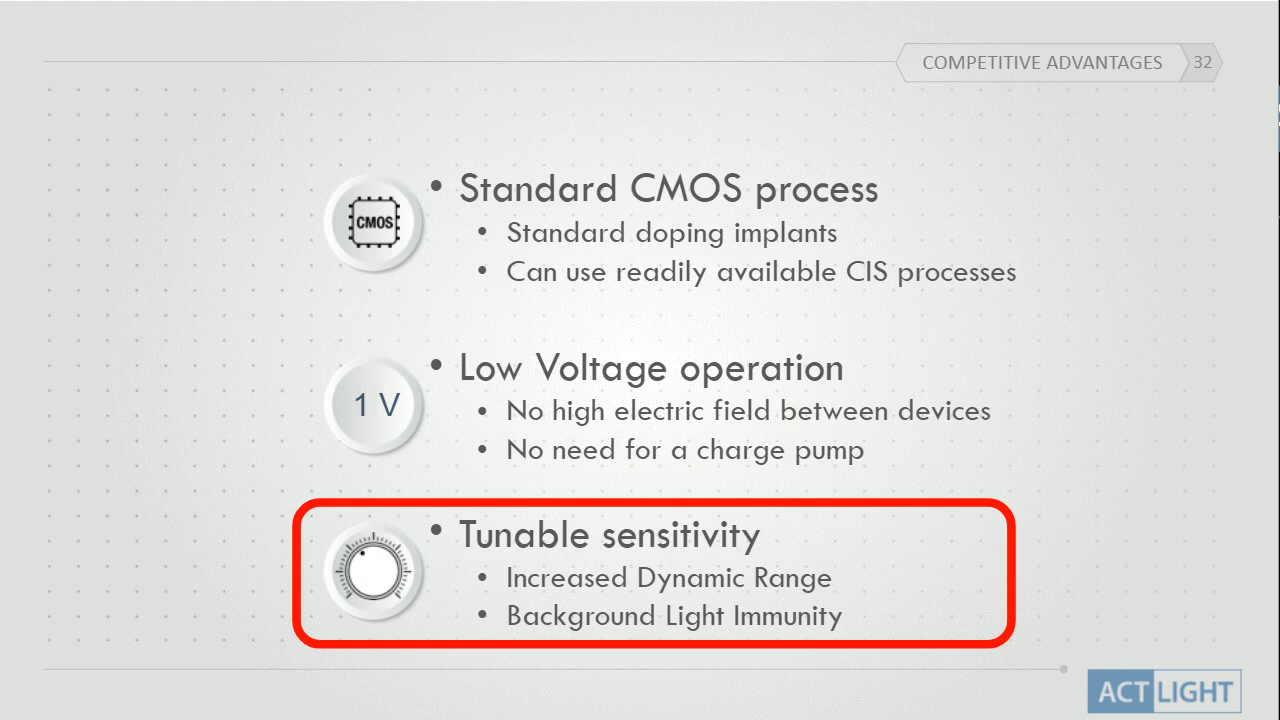 COMPETITIVE ADVANTAGES 32
• Standard CMOS process
CMOS
• Standard doping implants
• Can use readily available CIS processes
• Low Voltage operation
1 V
• No high electric field between devices
• No need for a charge pump
• Tunable sensitivity
• Increased Dynamic Range
• Background Light Immunity
ACTLIGHT